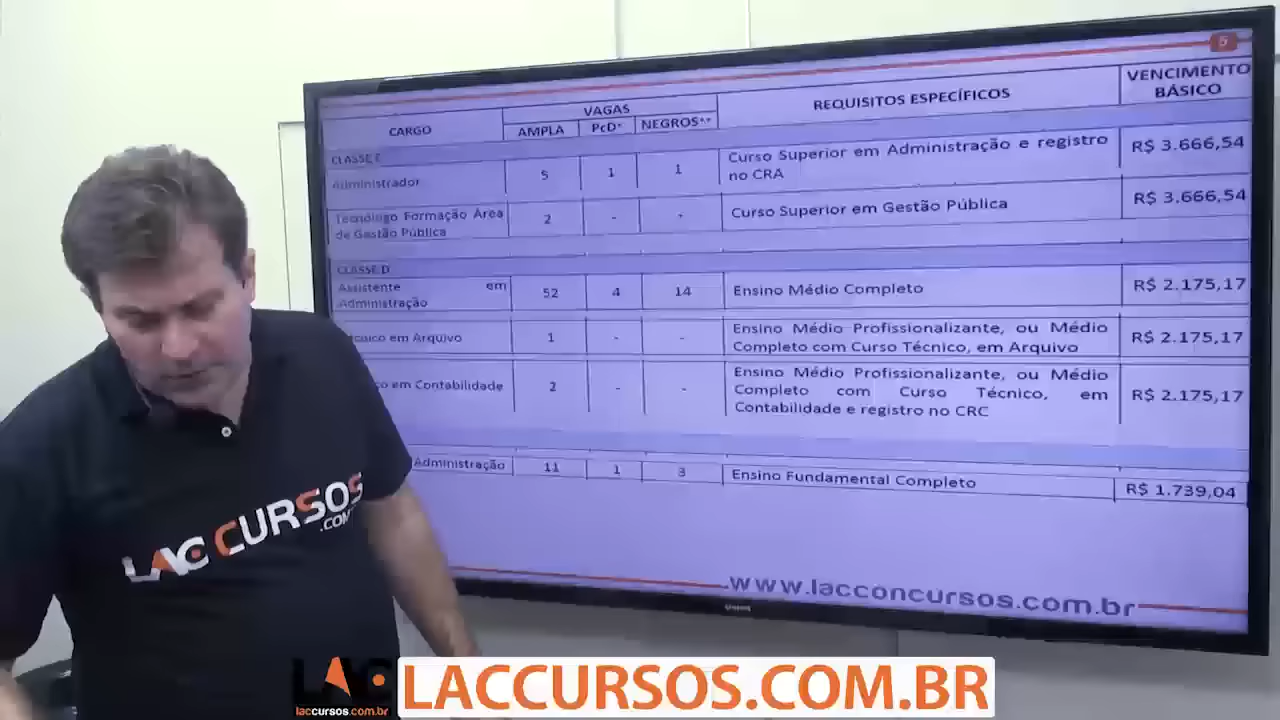 5
CARGO
VAGAS
AMPLA
PcD*
NEGROS**
REQUISITOS ESPECÍFICOS
VENCIMENTO
BÁSICO
CLASSE E
Administrador
5
1
1
Curso Superior em Administração e registro
no CRA
R$ 3.666,54
Tecnólogo Formação Área
de Gestão Pública
2
-
-
Curso Superior em Gestão Pública
R$ 3.666,54
CLASSE D
Assistente em
Administração
52
4
14
Ensino Médio Completo
R$ 2.175,17
em Arquivo
1
-
-
Ensino Médio Profissionalizante, ou Médio
Completo com Curso Técnico, em Arquivo
R$ 2.175,17
em Contabilidade
2
-
-
Ensino Médio Profissionalizante, ou Médio
Completo com Curso Técnico, em
Contabilidade e registro no CRC
R$ 2.175,17
Administração
11
1
3
Ensino Fundamental Completo
R$ 1.739,04
www.lacconcursos.com.br
LAC CURSOS
.COM
LAC
laccursos.com.br
LACCURSOS.COM.BR